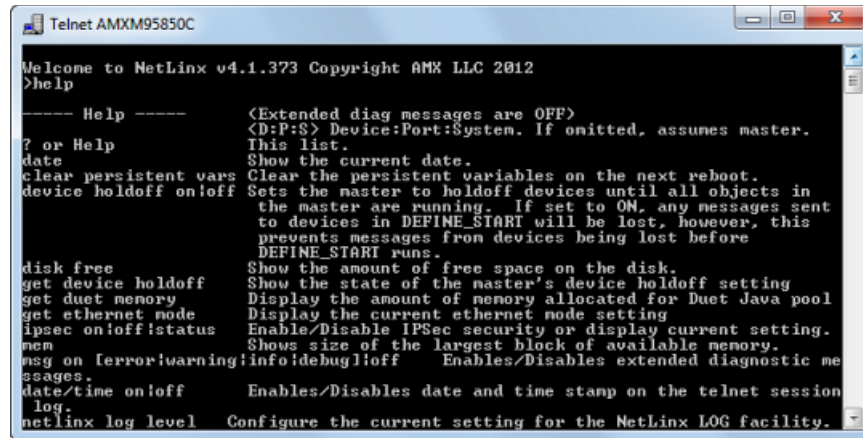 Telnet AMXM95850C
Welcome to NetLinx v4.1.373 Copyright AMX LLC 2012
>help
----- Help ----- <Extended diag messages are OFF>
<D:P:S> Device:Port:System. If omitted, assumes master.
? or Help This list.
date Show the current date.
clear persistent vars Clear the persistent variables on the next reboot.
device holdoff on¦off Sets the master to holdoff devices until all objects in
the master are running. If set to ON, any messages sent
to devices in DEFINE_START will be lost, however, this
prevents messages from devices being lost before
DEFINE_START runs.
disk free Show the amount of free space on the disk.
get device holdoff Show the state of the master's device holdoff setting
get duet memory Display the amount of memory allocated for Duet Java pool
get ethernet mode Display the current ethernet mode setting
ipsec on¦off¦status Enable/Disable IPSec security or display current setting.
mem Shows size of the largest block of available memory.
msg on [error¦warning¦info¦debug]¦off Enables/Disables extended diagnostic me
ssages.
date/time on¦off Enables/Disables date and time stamp on the telnet session
log.
netlinx log level Configure the current setting for the NetLinx LOG facility.